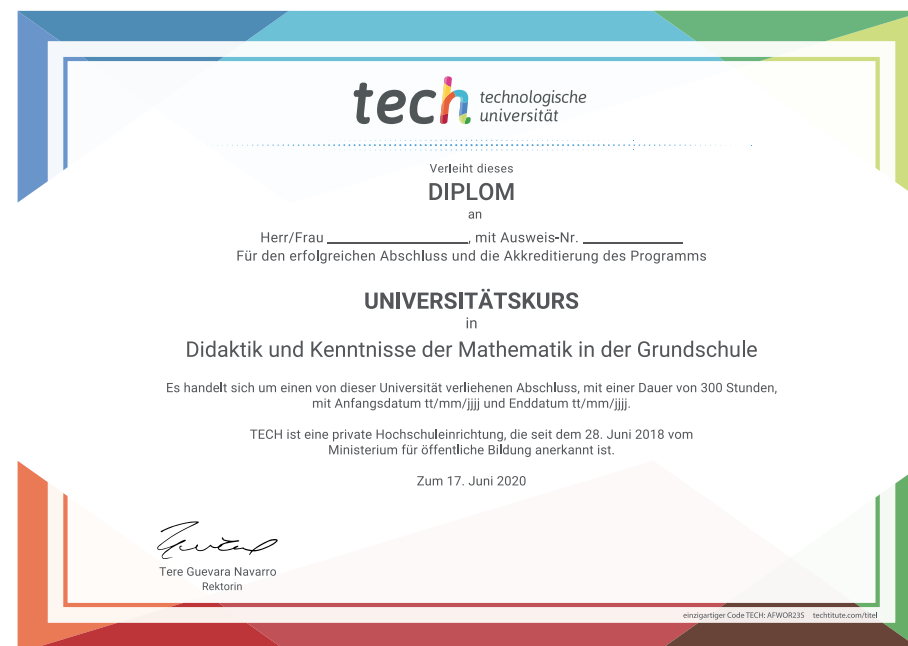 tech technologische
universität
Verleiht dieses
DIPLOM
an
Herr/Frau ____________________, mit Ausweis-Nr. ______________
Für den erfolgreichen Abschluss und die Akkreditierung des Programms
UNIVERSITÄTSKURS
in
Didaktik und Kenntnisse der Mathematik in der Grundschule
Es handelt sich um einen von dieser Universität verliehenen Abschluss, mit einer Dauer von 300 Stunden,
mit Anfangsdatum tt/mm/jjjj und Enddatum tt/mm/jjjj.
TECH ist eine private Hochschuleinrichtung, die seit dem 28. Juni 2018 vom
Ministerium für öffentliche Bildung anerkannt ist.
Zum 17. Juni 2020
Tere Guevara Navarro
Rektorin
einzigartiger Code TECH: AFWOR23S techtitute.com/titel